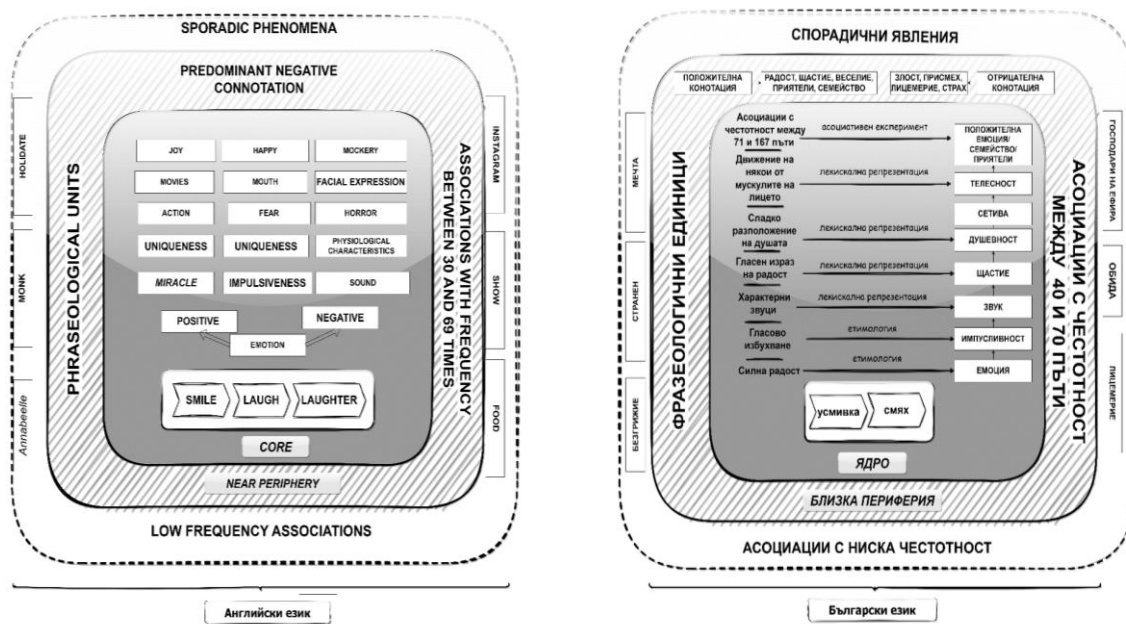 SPORADIC PHENOMENA
PREDOMINANT NEGATIVE
CONNOTATION
HOLIDATE
MONK
Annabeelle
PHRASEOLOGICAL UNITS
JOY
HAPPY
MOCKERY
MOVIES
MOUTH
FACIAL EXPRESSION
ACTION
FEAR
HORROR
UNIQUENESS
UNIQUENESS
PHYSIOLOGICAL
CHARACTERISTICS
MIRACLE
IMPULSIVENESS
SOUND
POSITIVE
NEGATIVE
EMOTION
SMILE
LAUGH
LAUGHTER
CORE
NEAR PERIPHERY
LOW FREQUENCY ASSOCIATIONS
ASSOCIATIONS WITH FREQUENCY
BETWEEN 30 AND 69 TIMES
INSTAGRAM
SHOW
FOOD
Английски език
СПОРАДИЧНИ ЯВЛЕНИЯ
ПОЛОЖИТЕЛНА
КОНОТАЦИЯ
РАДОСТ, ЩАСТИЕ, ВЕСЕЛИЕ,
ПРИЯТЕЛИ, СЕМЕЙСТВО
ЗЛОСТ, ПРИСМЕХ,
ЛИЦЕМЕРИЕ, СТРАХ
ОТРИЦАТЕЛНА
КОНОТАЦИЯ
МЕЧТА
СТРАНЕН
БЕЗГРИЖИЕ
ФРАЗЕОЛОГИЧНИ ЕДИНИЦИ
Асоциации с
честотност между
71 и 167 пъти
асоциативен експеримент
ПОЛОЖИТЕЛНА
ЕМОЦИЯ/
СЕМЕЙСТВО/
ПРИЯТЕЛИ
Движение на
някои от
мускулите на
лицето
лекискална репрезентация
ТЕЛЕСНОСТ
СЕТИВА
Сладко
разположение
на душата
лекискална репрезентация
ДУШЕВНОСТ
Гласен израз
на радост
лекискална репрезентация
ЩАСТИЕ
Характерни
звуци
лекискална репрезентация
ЗВУК
Гласово
избухване
етимология
ИМПУСЛИВНОСТ
Силна радост
етимология
ЕМОЦИЯ
усмивка
смях
ЯДРО
БЛИЗКА ПЕРИФЕРИЯ
АСОЦИАЦИИ С НИСКА ЧЕСТОТНОСТ
АСОЦИАЦИИ С ЧЕСТОТНОСТ
МЕЖДУ 40 И 70 ПЪТИ
ГОСПОДАРИ НА ЕФИРА
ОБИДА
ЛИЦЕМЕРИЕ
Български език